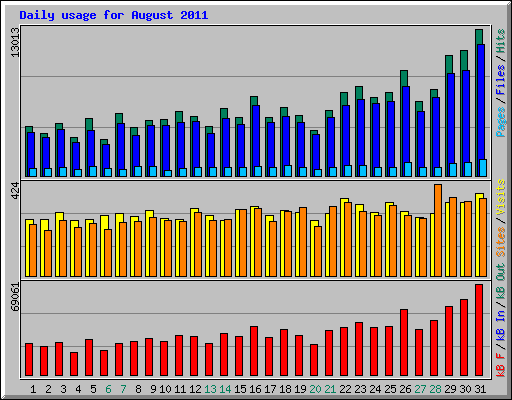 Daily usage for August 2011
13013
Pages / Files / Hits
424
Sites / Visits
69061
kB F / kB In / kB Out
1 2 3 4 5 6 7 8 9 10 11 12 13 14 15 16 17 18 19 20 21 22 23 24 25 26 27 28 29 30 31